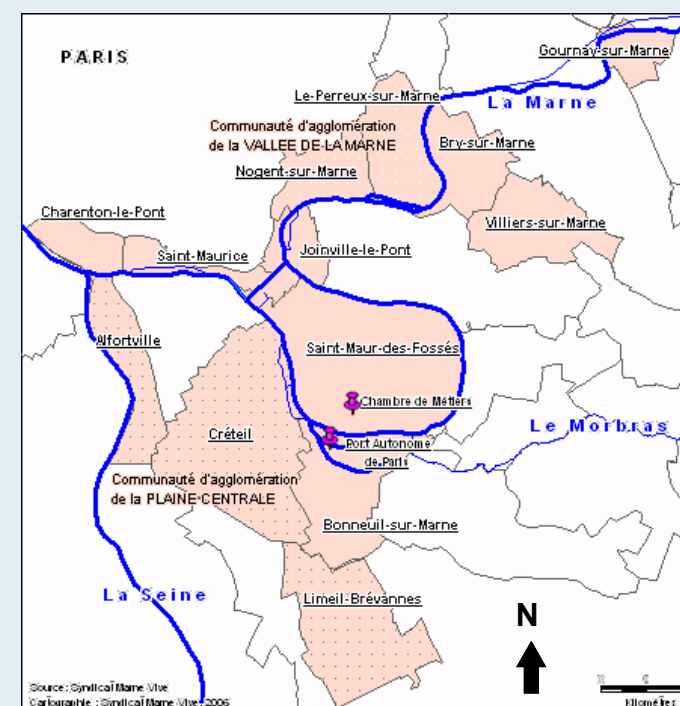 PARIS
Gournay-sur-Marne
Le-Perreux-sur-Marne
La Marne
Communauté d'agglomération
de la VALLEE DE LA MARNE
Bry-sur-Marne
Nogent-sur-Marne
Villiers-sur-Marne
Charenton-le-Pont
Saint-Maurice
Joinville-le-Pont
Alfortville
Saint-Maur-des-Fossés
Chambre de Métiers
Le Morbras
Créteil
Port Autonome
de Paris
Communauté d'agglomération
de la PLAINE CENTRALE
Bonneuil-sur-Marne
La Seine
Limeil-Brévannes
N
Source : Syndicat Marne Vive
Cartographie : Syndicat Marne Vive, 2006
Kilomètres